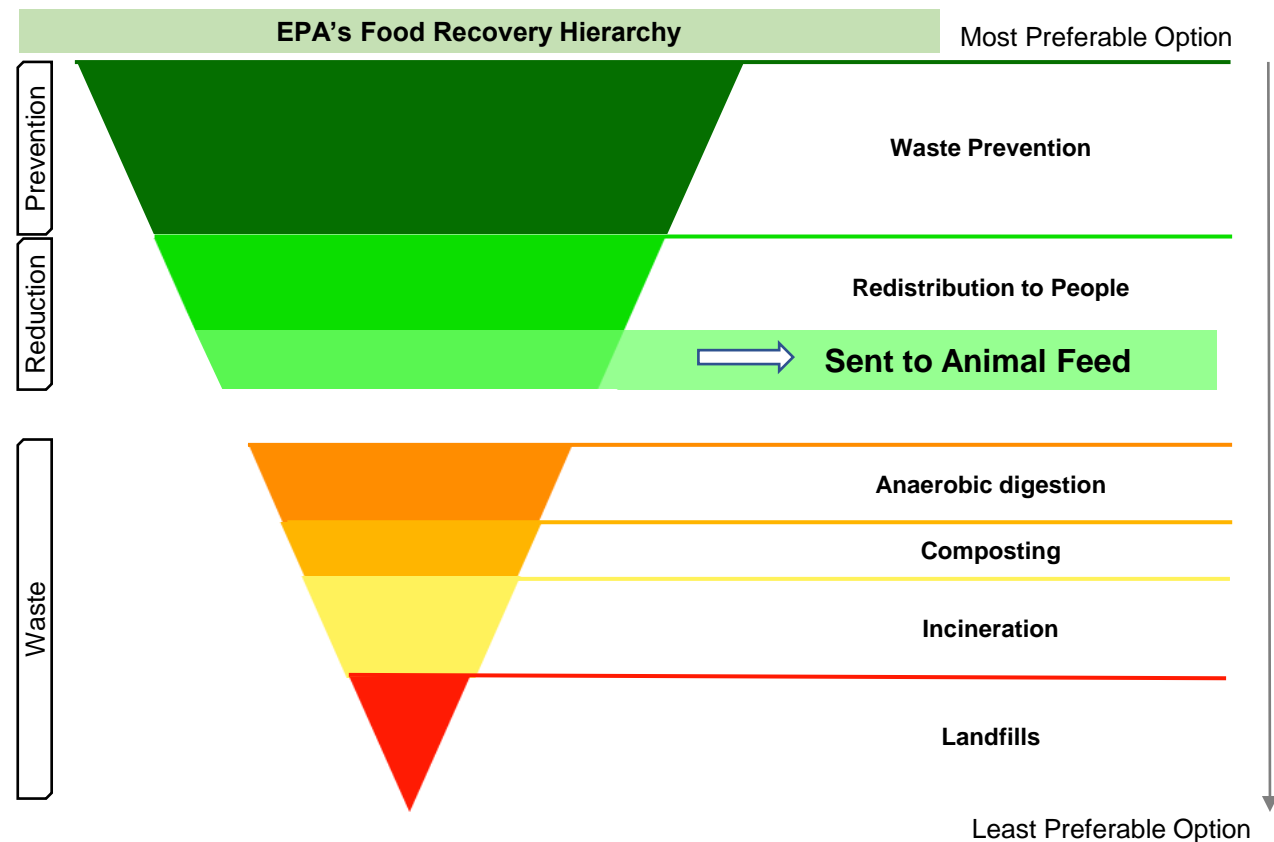 EPA's Food Recovery Hierarchy
Most Preferable Option
Prevention
Waste Prevention
Reduction
Redistribution to People
Sent to Animal Feed
Waste
Anaerobic digestion
Composting
Incineration
Landfills
Least Preferable Option